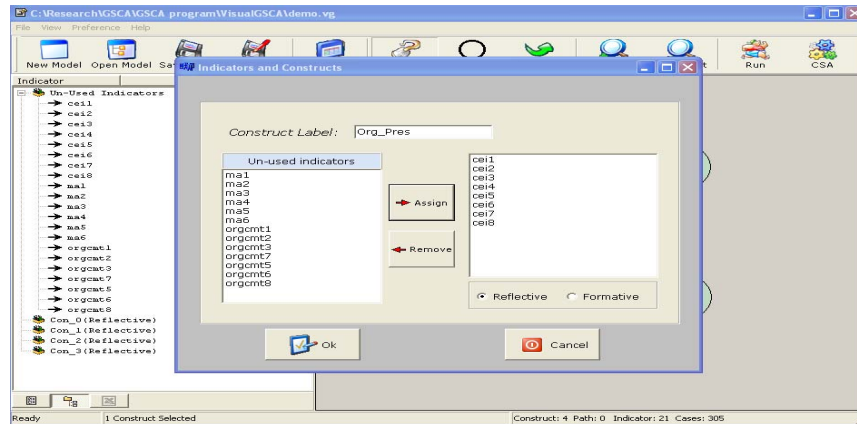 C:\Research\GSCA\GSCA program\VisualGSCA\demo.vg
File View Preference Help
New Model Open Model Sa
Run CSA
Indicator
Indicators and Constructs
Un-Used Indicators
cei1
cei2
cei3
cei4
cei5
cei6
cei7
cei8
ma1
ma2
ma3
ma4
ma5
ma6
orgcmt1
orgcmt2
orgcmt3
orgcmt7
orgcmt5
orgcmt6
orgcmt8
Con_0(Reflective)
Con_1(Reflective)
Con_2(Reflective)
Con_3(Reflective)
Construct Label: Org_Pres
Un-used indicators
ma1
ma2
ma3
ma4
ma5
ma6
orgcmt1
orgcmt2
orgcmt3
orgcmt7
orgcmt5
orgcmt6
orgcmt8
Assign
Remove
cei1
cei2
cei3
cei4
cei5
cei6
cei7
cei8
Reflective Formative
Ok Cancel
Ready 1 Construct Selected Construct: 4 Path: 0 Indicator: 21 Cases: 305